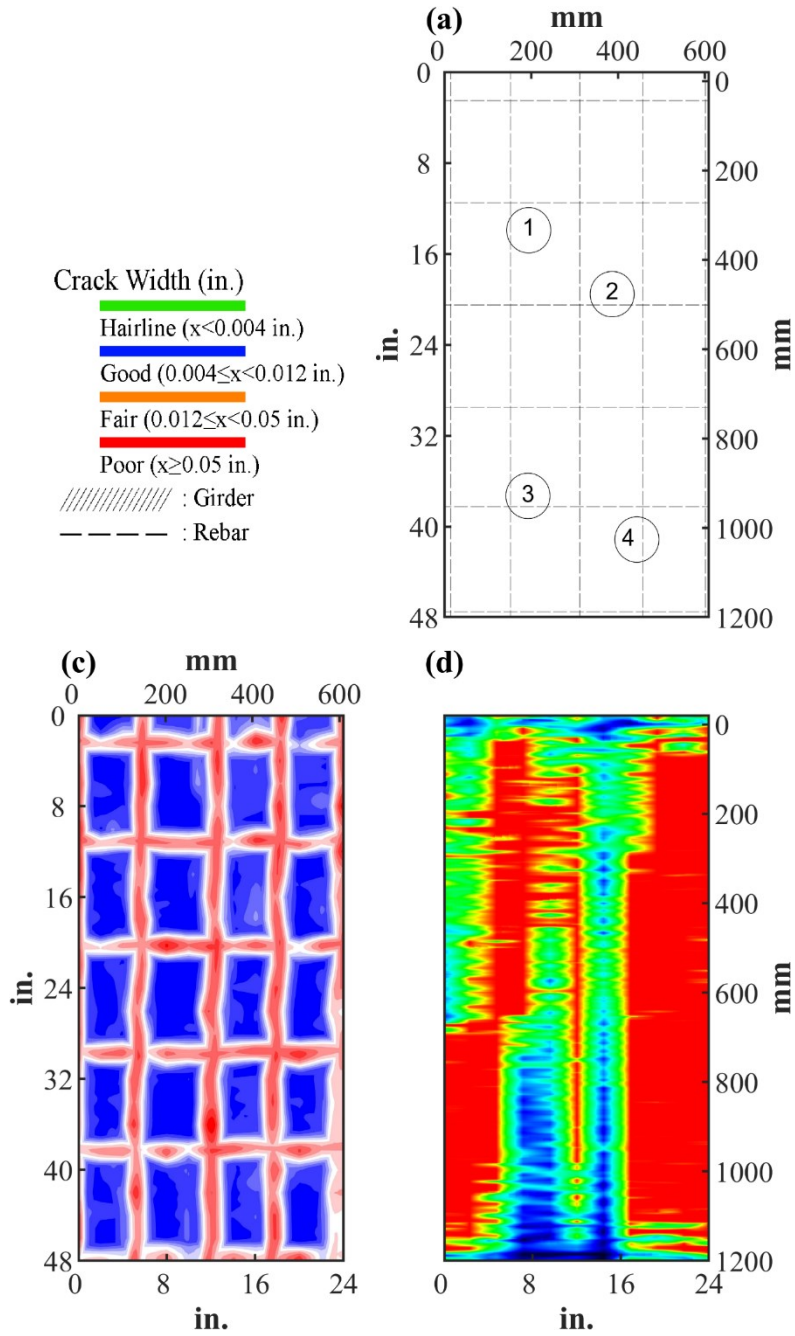 (a)
mm
0 200 400 600
0
8
16
24
32
40
48
in.
0
200
400
600
800
1000
1200
mm
1
2
3
4
Crack Width (in.)
Hairline (x<0.004 in.)
Good (0.004≤x<0.012 in.)
Fair (0.012≤x<0.05 in.)
Poor (x≥0.05 in.)
: Girder
: Rebar
(c)
mm
0 200 400 600
0
8
16
24
32
40
48
in.
0 8 16 24
in.
(d)
0
200
400
600
800
1000
1200
mm
0 8 16 24
in.